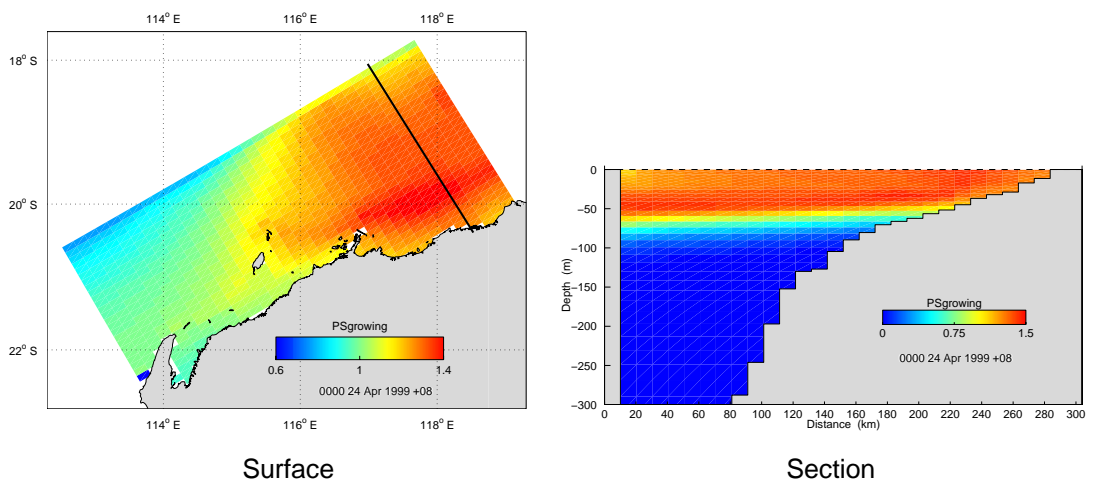 114° E 116° E 118° E
18° S
20° S
22° S
PSgrowing
0.6 1 1.4
0000 24 Apr 1999 +08
114° E 116° E 118° E
Surface
0
−50
−100
−150
−200
−250
−300
Depth (m)
PSgrowing
0 0.75 1.5
0000 24 Apr 1999 +08
0 20 40 60 80 100 120 140 160 180 200 220 240 260 280 300
Distance (km)
Section